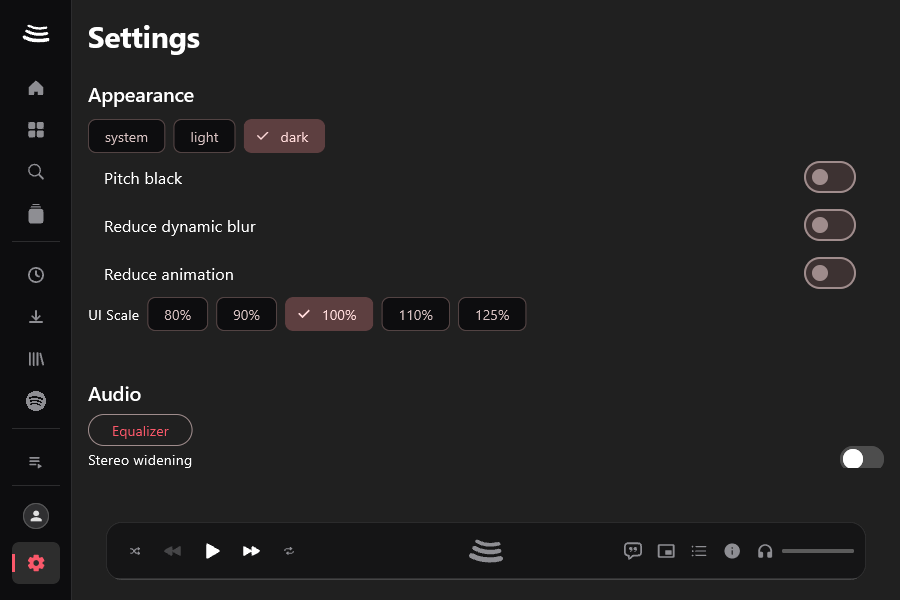 Settings
Appearance
system light dark
Pitch black
Reduce dynamic blur
Reduce animation
UI Scale 80% 90% 100% 110% 125%
Audio
Equalizer
Stereo widening